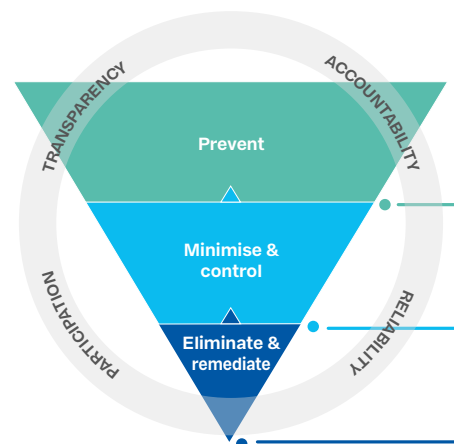 TRANSPARENCY
ACCOUNTABILITY
Prevent
Minimise &
control
PARTICIPATION
RELIABILITY
Eliminate &
remediate